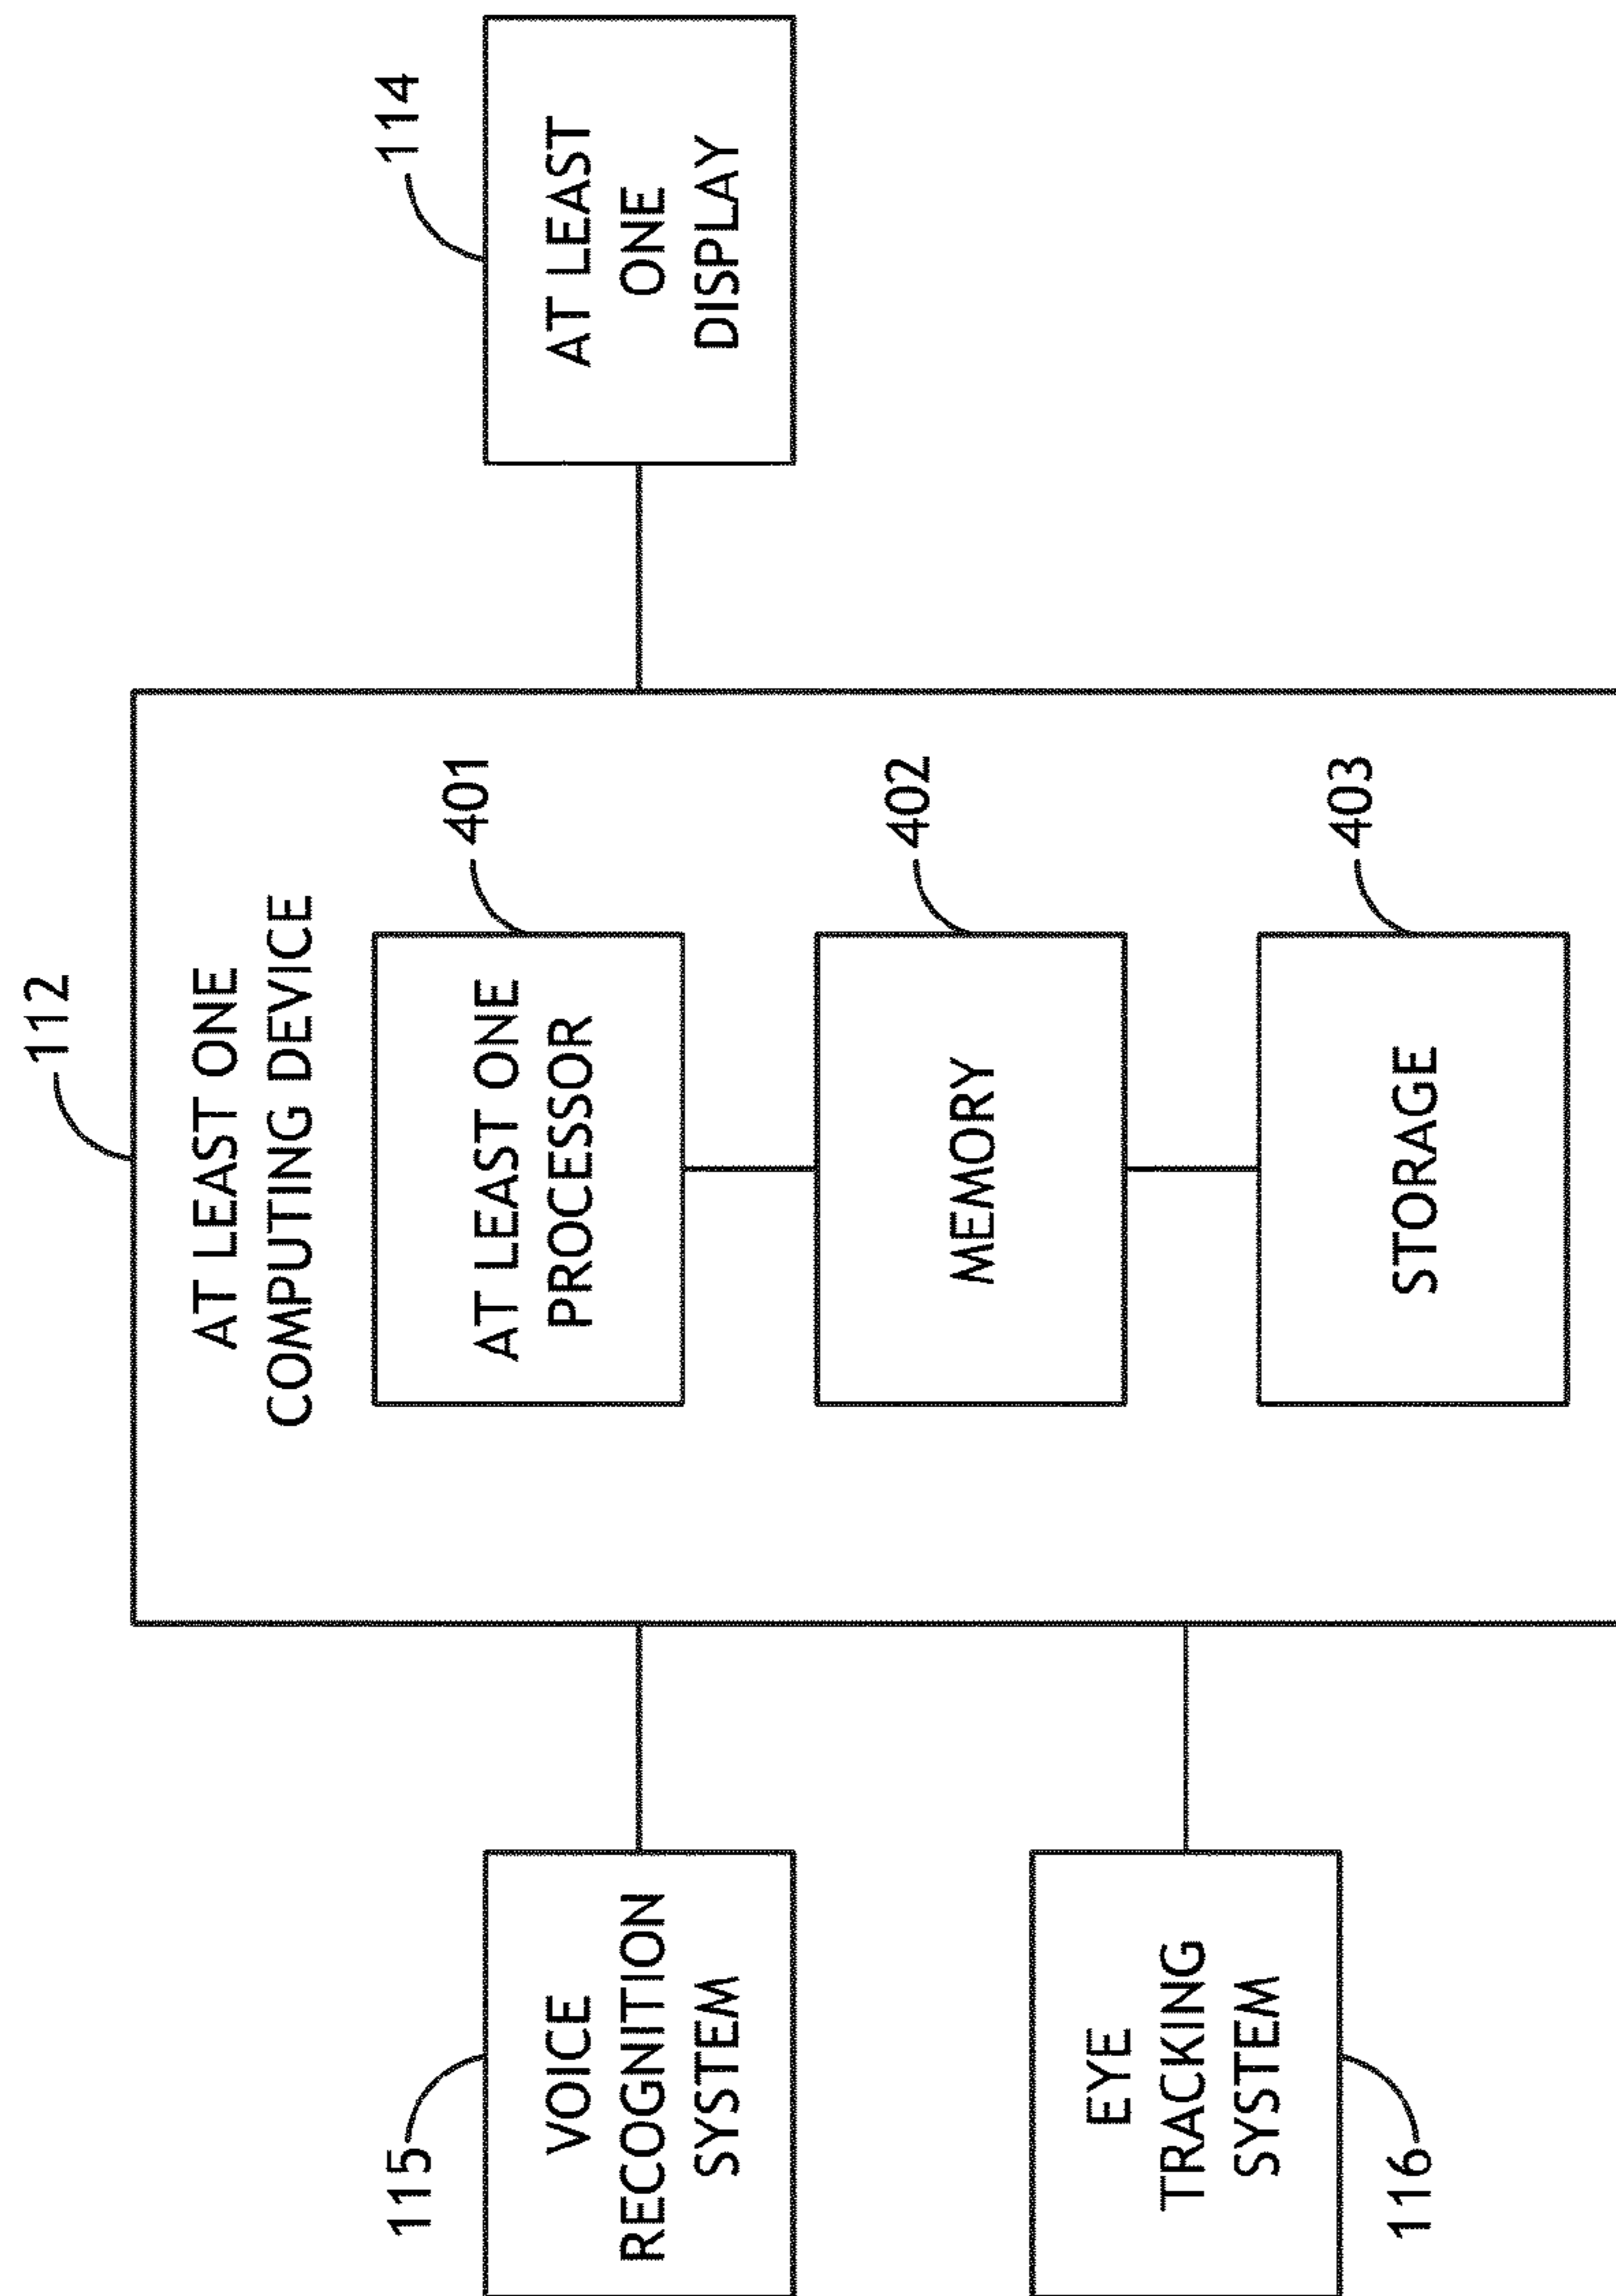 112
AT LEAST ONE
COMPUTING DEVICE
115
VOICE
RECOGNITION
SYSTEM
EYE
TRACKING
SYSTEM
116
AT LEAST ONE
PROCESSOR
401
MEMORY
402
STORAGE
403
114
AT LEAST
ONE
DISPLAY